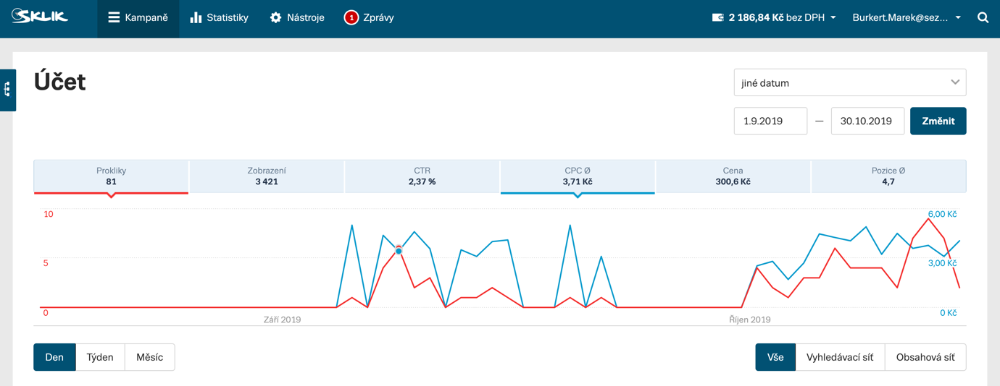 SKLIK
Kampaně
Statistiky
Nástroje
1
Zprávy
2 186,84 Kč bez DPH
Burkert.Marek@sez...
Účet
jiné datum
1.9.2019 — 30.10.2019
Změnit
Prokliky
81
Zobrazení
3 421
CTR
2,37 %
CPC Ø
3,71 Kč
Cena
300,6 Kč
Pozice Ø
4,7
10
5
0
6,00 Kč
3,00 Kč
0 Kč
Září 2019
Říjen 2019
Den
Týden
Měsíc
Vše
Vyhledávací síť
Obsahová síť